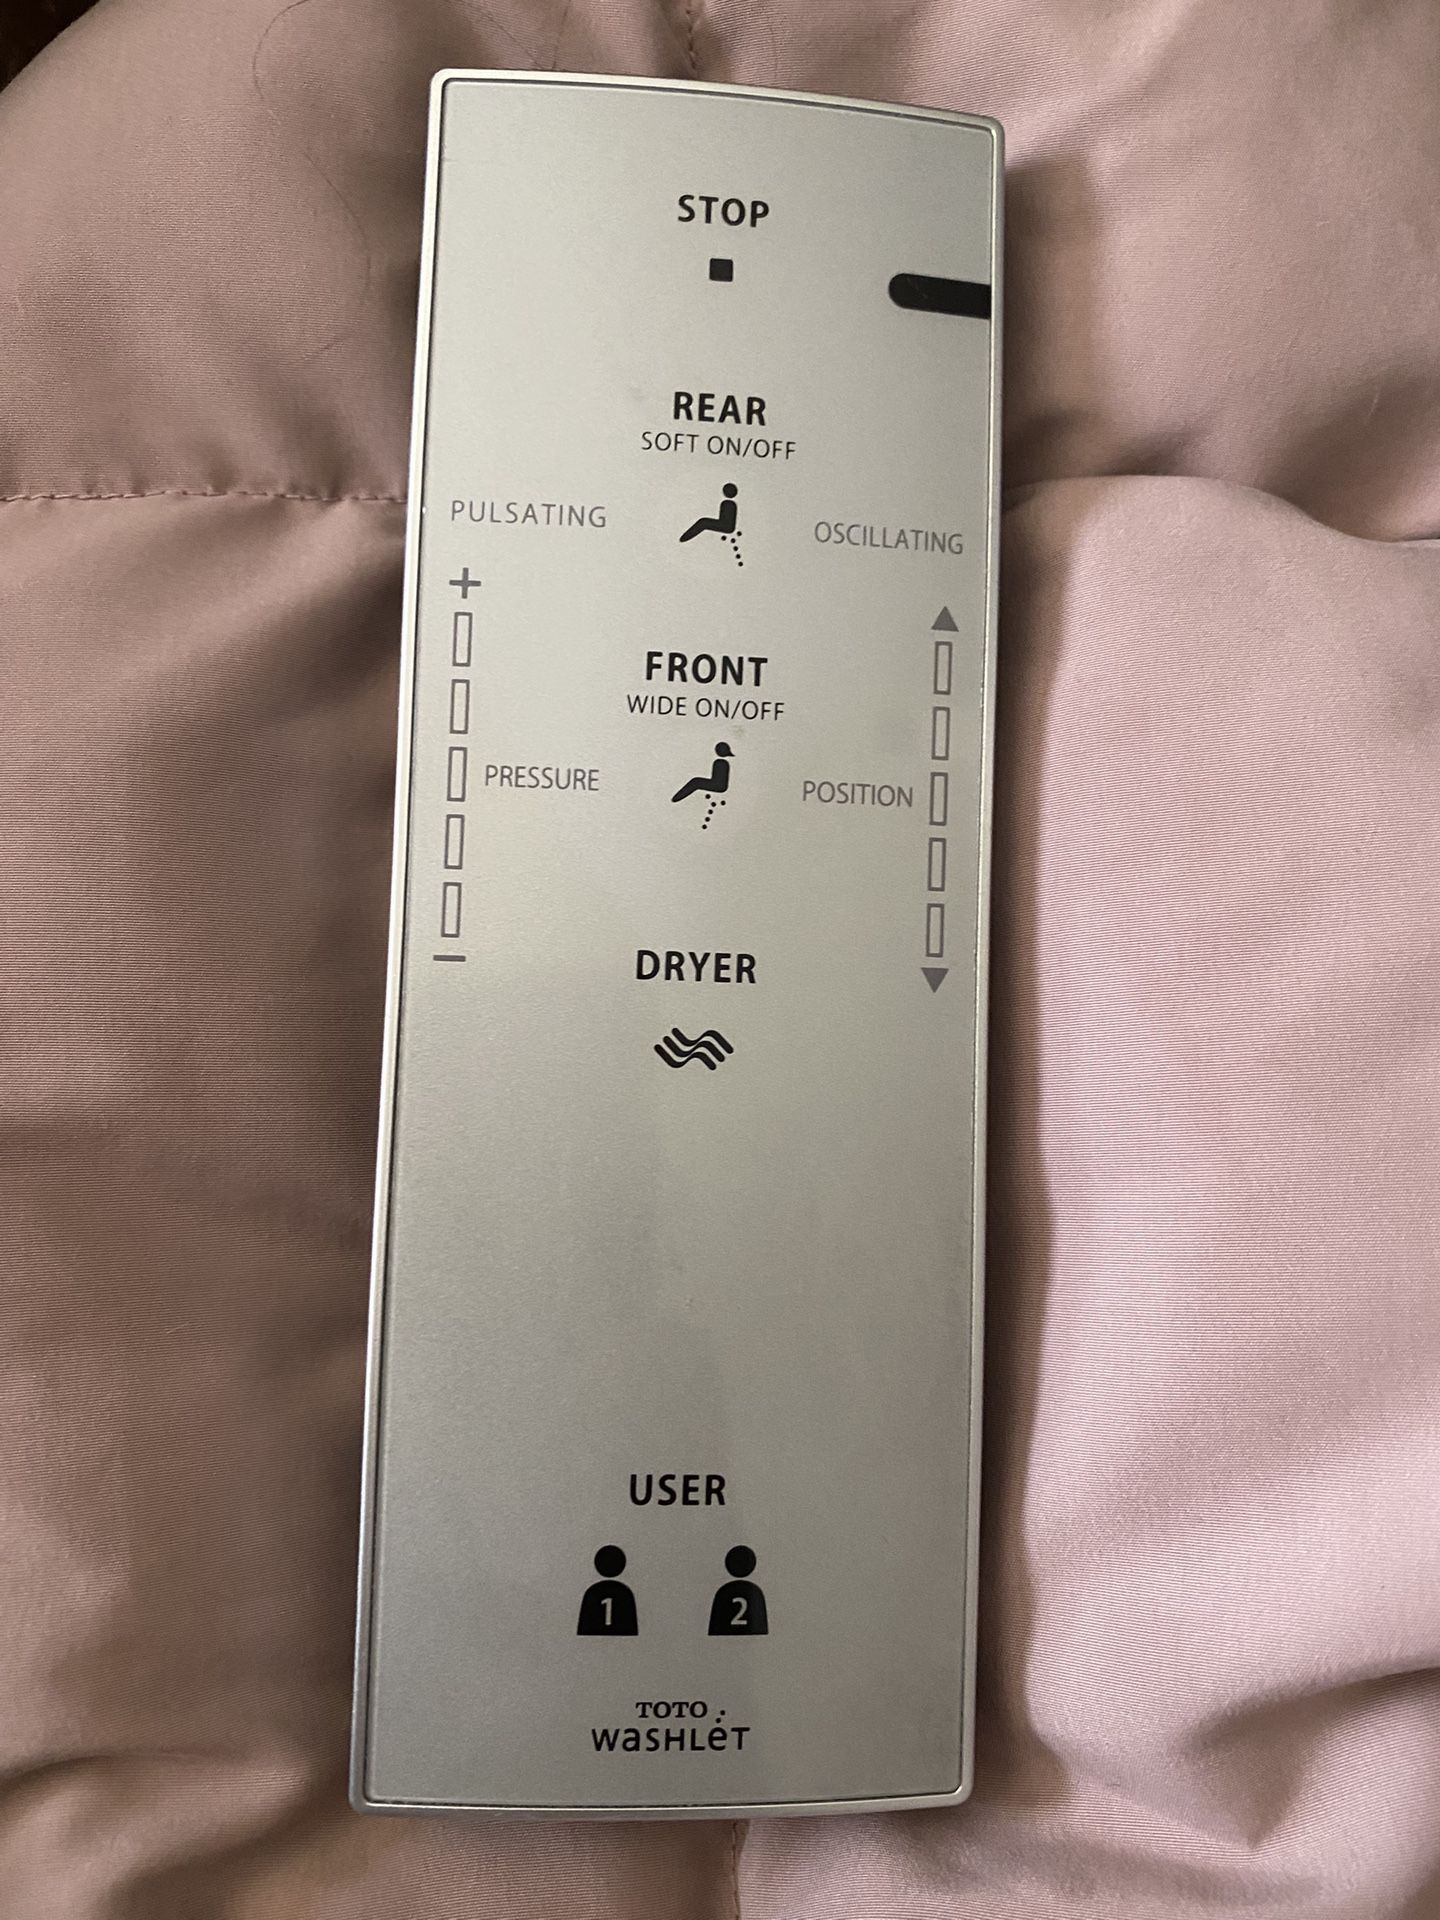 STOP
REAR
SOFT ON/OFF
PULSATING
OSCILLATING
+
FRONT
WIDE ON/OFF
PRESSURE
POSITION
−
DRYER
USER
1 2
TOTO
WASHLET